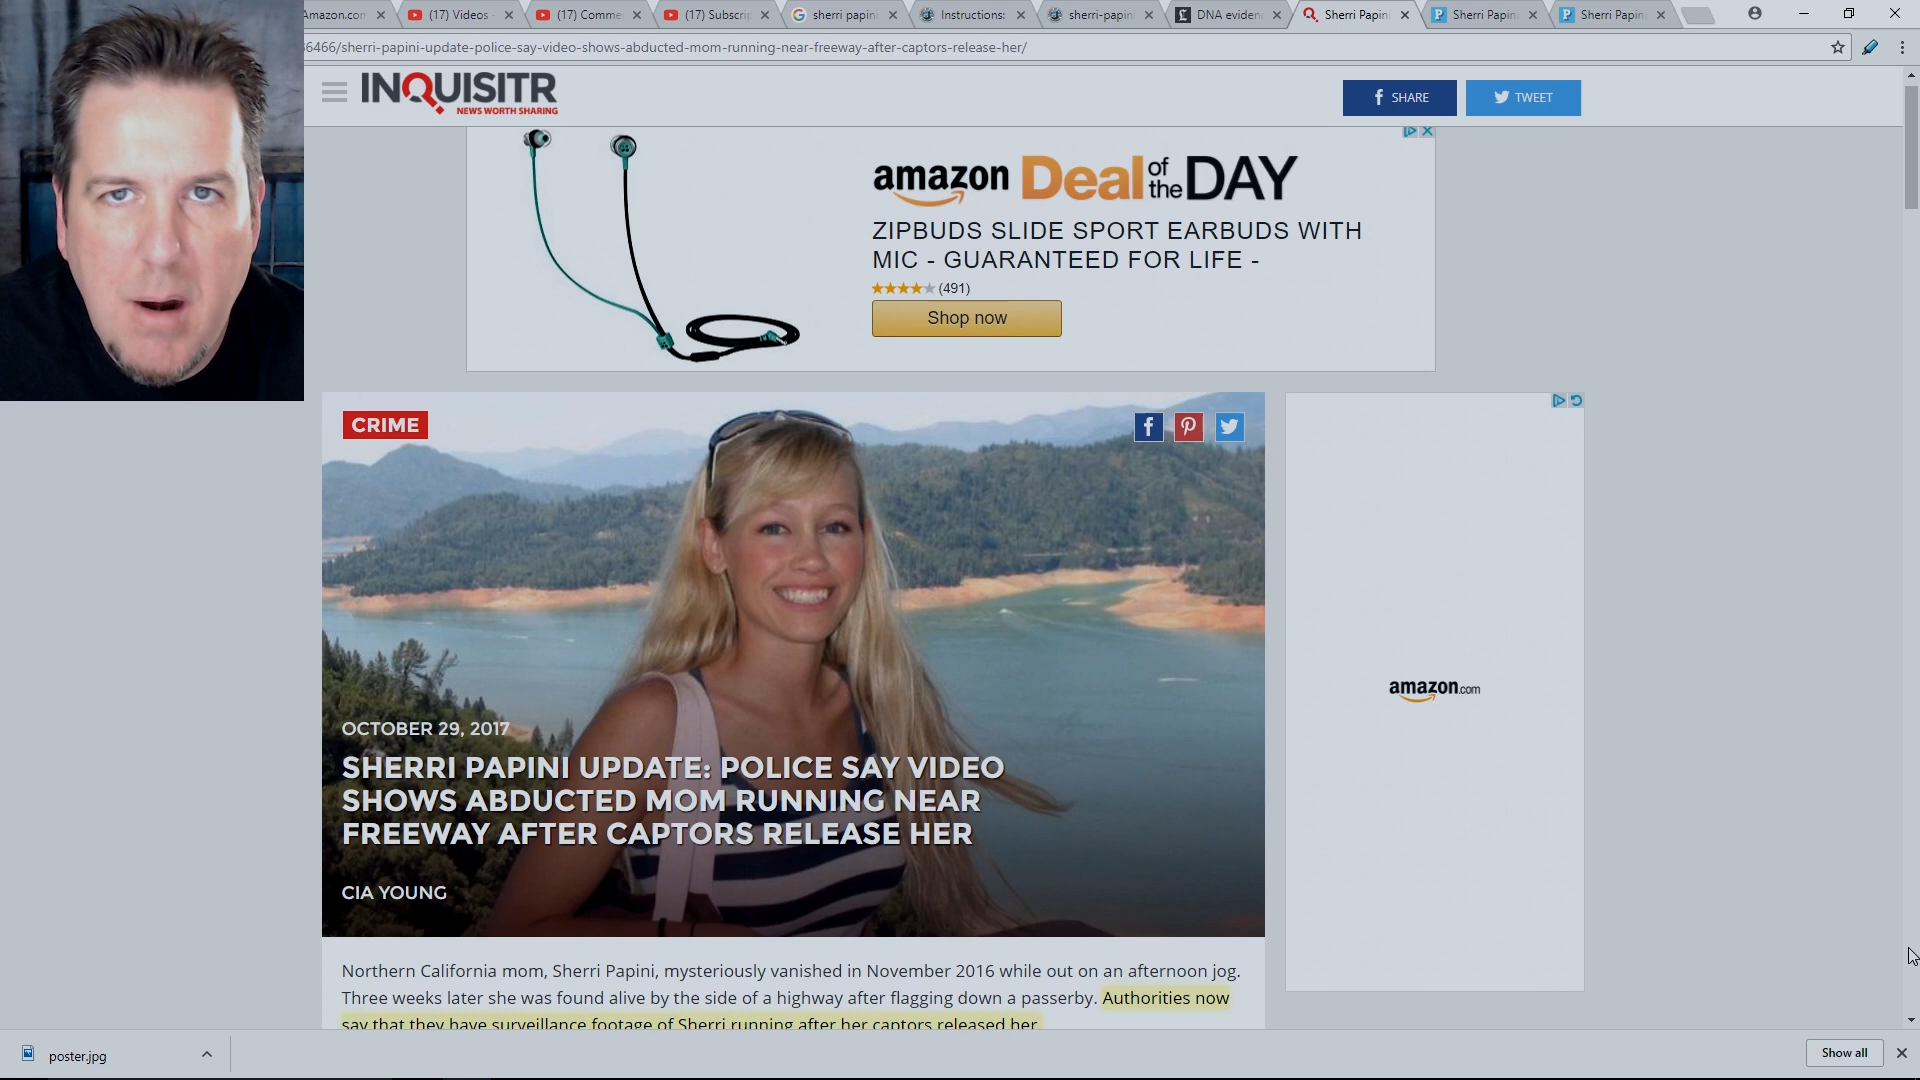 Amazon.com
(17) Videos -
(17) Comme
(17) Subscrip
sherri papini
Instructions:
sherri-papin
DNA eviden
Sherri Papini
Sherri Papini
Sherri Papini
6466/sherri-papini-update-police-say-video-shows-abducted-mom-running-near-freeway-after-captors-release-her/
INQUISITR
NEWS WORTH SHARING
SHARE
TWEET
amazon Deal of the DAY
ZIPBUDS SLIDE SPORT EARBUDS WITH
MIC - GUARANTEED FOR LIFE -
(491)
Shop now
CRIME
amazon.com
OCTOBER 29, 2017
SHERRI PAPINI UPDATE: POLICE SAY VIDEO
SHOWS ABDUCTED MOM RUNNING NEAR
FREEWAY AFTER CAPTORS RELEASE HER
CIA YOUNG
Northern California mom, Sherri Papini, mysteriously vanished in November 2016 while out on an afternoon jog.
Three weeks later she was found alive by the side of a highway after flagging down a passerby. Authorities now
say that they have surveillance footage of Sherri running after her captors released her.
poster.jpg
Show all